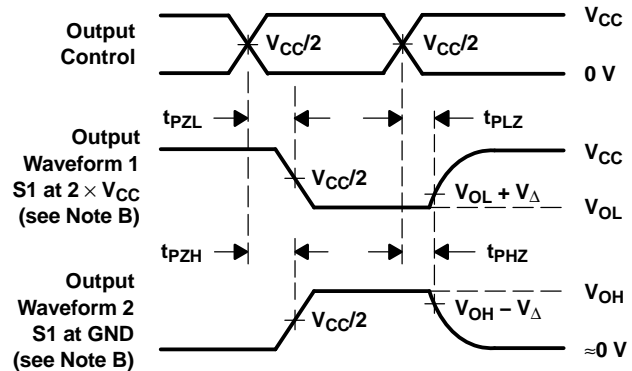 Output
Control
V_CC/2
V_CC/2
V_CC
0 V
t_PZL
t_PLZ
Output
Waveform 1
S1 at 2 × V_CC
(see Note B)
V_CC/2
V_OL + V_Δ
V_CC
V_OL
t_PZH
t_PHZ
Output
Waveform 2
S1 at GND
(see Note B)
V_CC/2
V_OH − V_Δ
V_OH
≈0 V